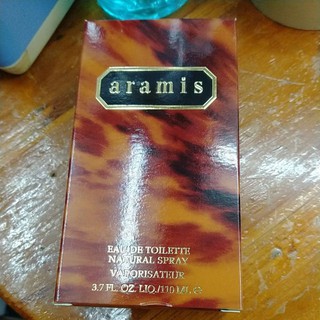 aramis
EAU DE TOILETTE
NATURAL SPRAY
VAPORISATEUR
3.7 FL. OZ. LIQ./110 ML ℮